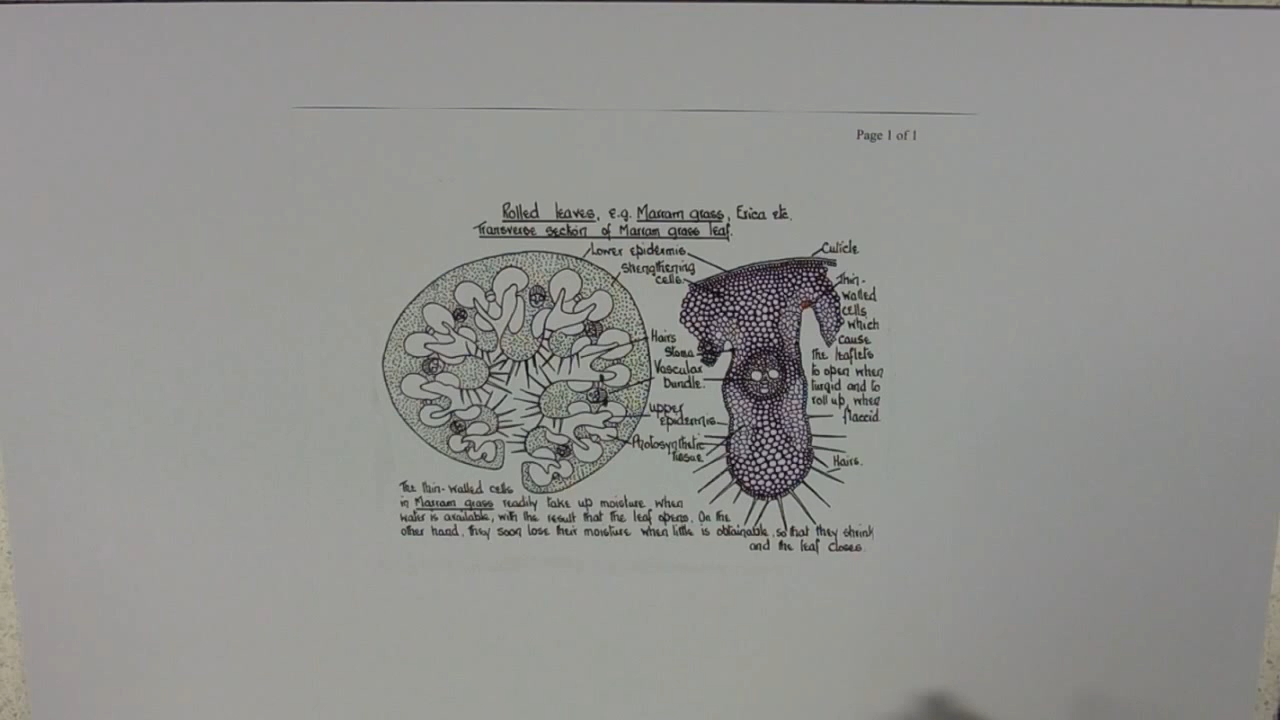 Page 1 of 1
Rolled leaves, e.g. Marram grass, Erica etc.
Transverse section of Marram grass leaf.
Lower epidermis
Strengthening
cells
Cuticle
Thin-
walled
cells
which
cause
the leaflets
to open when
turgid and to
roll up when
flaccid
Hairs
Stoma
Vascular
bundle.
upper
epidermis
Photosynthetic
tissue
Hairs.
The thin-walled cells
in Marram grass readily take up moisture when
water is available, with the result that the leaf opens. On the
other hand, they soon lose their moisture when little is obtainable, so that they shrink
and the leaf closes.